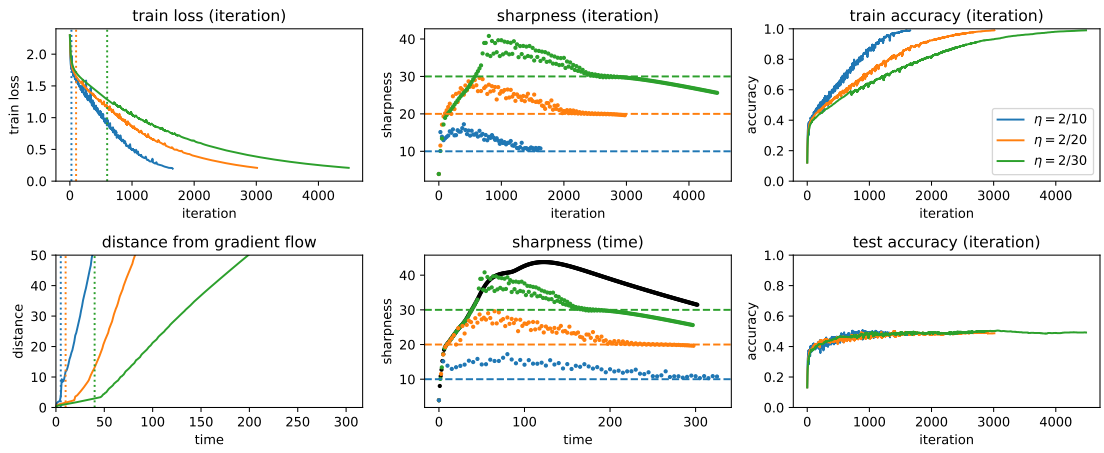 train loss (iteration)
train loss
2.0
1.5
1.0
0.5
0.0
0 1000 2000 3000 4000
iteration
sharpness (iteration)
sharpness
40
30
20
10
0 1000 2000 3000 4000
iteration
train accuracy (iteration)
accuracy
1.0
0.8
0.6
0.4
0.2
0.0
η = 2/10
η = 2/20
η = 2/30
0 1000 2000 3000 4000
iteration
distance from gradient flow
distance
50
40
30
20
10
0
0 50 100 150 200 250 300
time
sharpness (time)
sharpness
40
30
20
10
0 100 200 300
time
test accuracy (iteration)
accuracy
1.0
0.8
0.6
0.4
0.2
0.0
0 1000 2000 3000 4000
iteration